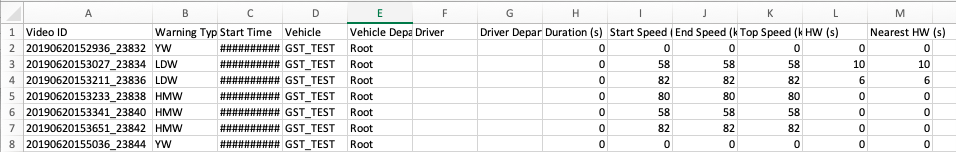 A B C D E F G H I J K L M
1 Video ID Warning Typ Start Time Vehicle Vehicle Depa Driver Driver Depar Duration (s) Start Speed ( End Speed (k Top Speed (k HW (s) Nearest HW (s)
2 20190620152936_23832 YW ########## GST_TEST Root 0 0 0 0 0 0
3 20190620153027_23834 LDW ########## GST_TEST Root 0 58 58 58 10 10
4 20190620153211_23836 LDW ########## GST_TEST Root 0 82 82 82 6 6
5 20190620153233_23838 HMW ########## GST_TEST Root 0 80 80 80 0 0
6 20190620153341_23840 HMW ########## GST_TEST Root 0 58 58 58 0 0
7 20190620153651_23842 HMW ########## GST_TEST Root 0 82 82 82 0 0
8 20190620155036_23844 YW ########## GST_TEST Root 0 0 0 0 0 0